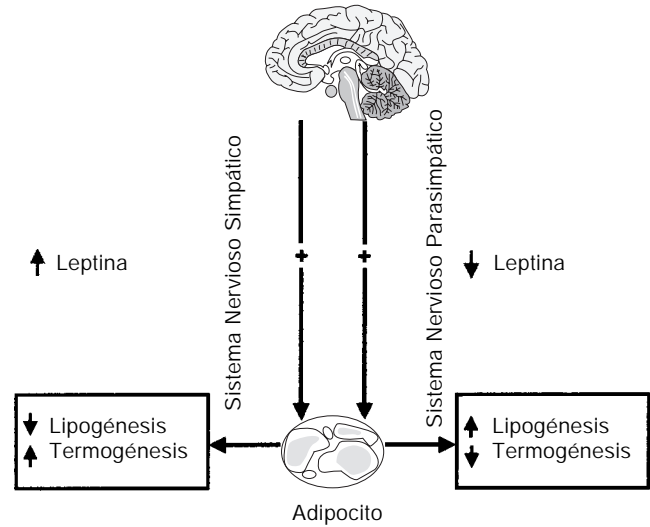 Sistema Nervioso Simpático
Sistema Nervioso Parasimpático
+
+
↑ Leptina
↓ Leptina
↓ Lipogénesis
↑ Termogénesis
↑ Lipogénesis
↓ Termogénesis
Adipocito